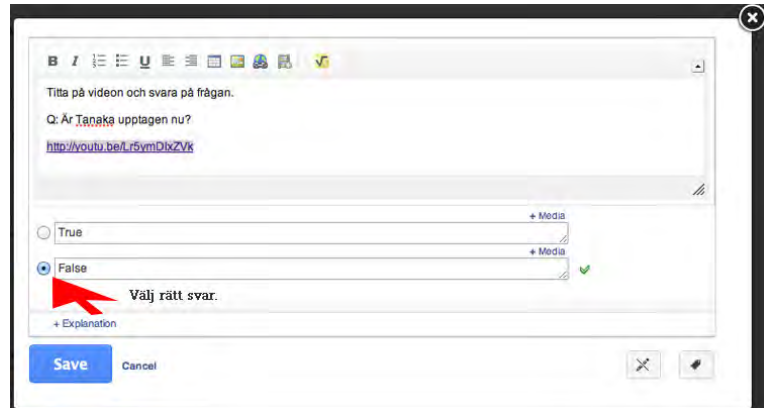 B I U
Titta på videon och svara på frågan.
Q: Är Tanaka upptagen nu?
http://youtu.be/Lr5ymDIxZVk
+ Media
True
+ Media
False
Välj rätt svar.
+ Explanation
Save Cancel